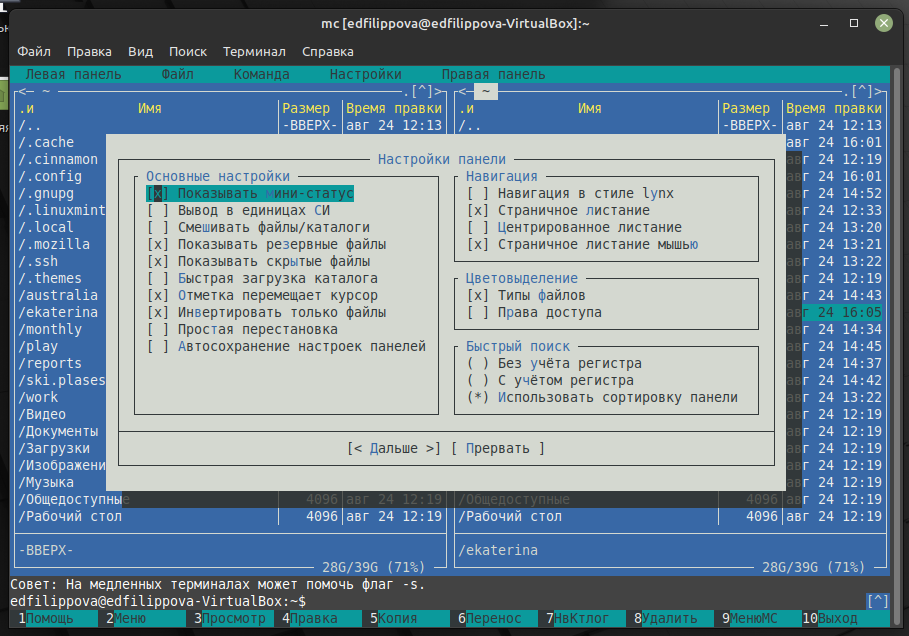 mc [edfilippova@edfilippova-VirtualBox]:~
Файл Правка Вид Поиск Терминал Справка
Левая панель Файл Команда Настройки Правая панель
<─ ~ .[^]> <─ ~ .[^]>
.и Имя Размер Время правки .и Имя Размер Время правки
/.. -ВВЕРХ- авг 24 12:13 /.. -ВВЕРХ- авг 24 12:13
/.cache авг 24 16:01
/.cinnamon Настройки панели авг 24 12:19
/.config Основные настройки Навигация авг 24 16:01
/.gnupg [x] Показывать мини-статус [ ] Навигация в стиле lynx авг 24 14:52
/.linuxmint [ ] Вывод в единицах СИ [x] Страничное листание авг 24 12:33
/.local [ ] Смешивать файлы/каталоги [ ] Центрированное листание авг 24 13:20
/.mozilla [x] Показывать резервные файлы [x] Страничное листание мышью авг 24 13:21
/.ssh [x] Показывать скрытые файлы авг 24 13:22
/.themes [ ] Быстрая загрузка каталога Цветовыделение авг 24 12:19
/australia [x] Отметка перемещает курсор [x] Типы файлов авг 24 14:43
/ekaterina [x] Инвертировать только файлы [ ] Права доступа авг 24 16:05
/monthly [ ] Простая перестановка авг 24 14:34
/play [ ] Автосохранение настроек панелей Быстрый поиск авг 24 14:45
/reports ( ) Без учёта регистра авг 24 14:37
/ski.plases ( ) С учётом регистра авг 24 14:42
/work (*) Использовать сортировку панели авг 24 13:22
/Видео авг 24 12:19
/Документы авг 24 12:19
/Загрузки [< Дальше >] [ Прервать ] авг 24 12:19
/Изображени авг 24 12:19
/Музыка авг 24 12:19
/Общедоступные 4096 авг 24 12:19 /Общедоступные 4096 авг 24 12:19
/Рабочий стол 4096 авг 24 12:19 /Рабочий стол 4096 авг 24 12:19
-ВВЕРХ- /ekaterina
28G/39G (71%) 28G/39G (71%)
Совет: На медленных терминалах может помочь флаг -s.
edfilippova@edfilippova-VirtualBox:~$ [^]
1Помощь 2Меню 3Просмотр 4Правка 5Копия 6Перенос 7НвКтлог 8Удалить 9МенюMC 10Выход